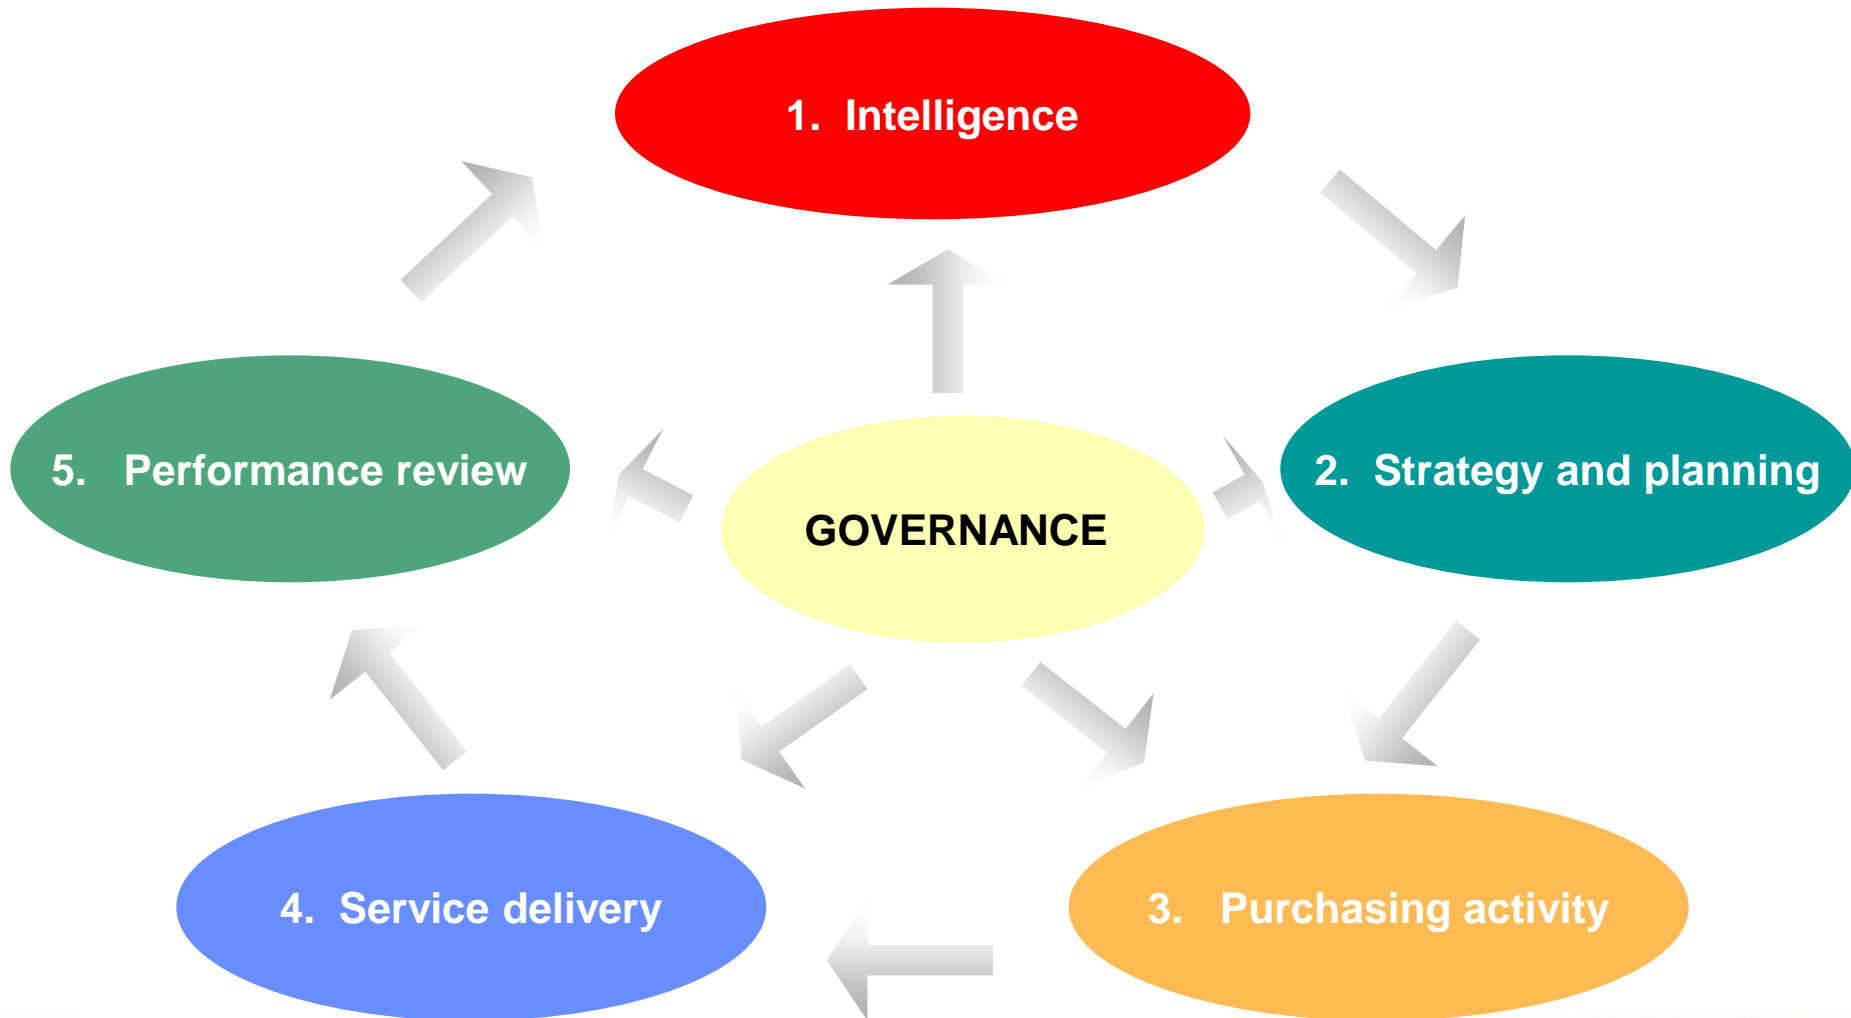 1. Intelligence
5. Performance review
2. Strategy and planning
GOVERNANCE
4. Service delivery
3. Purchasing activity